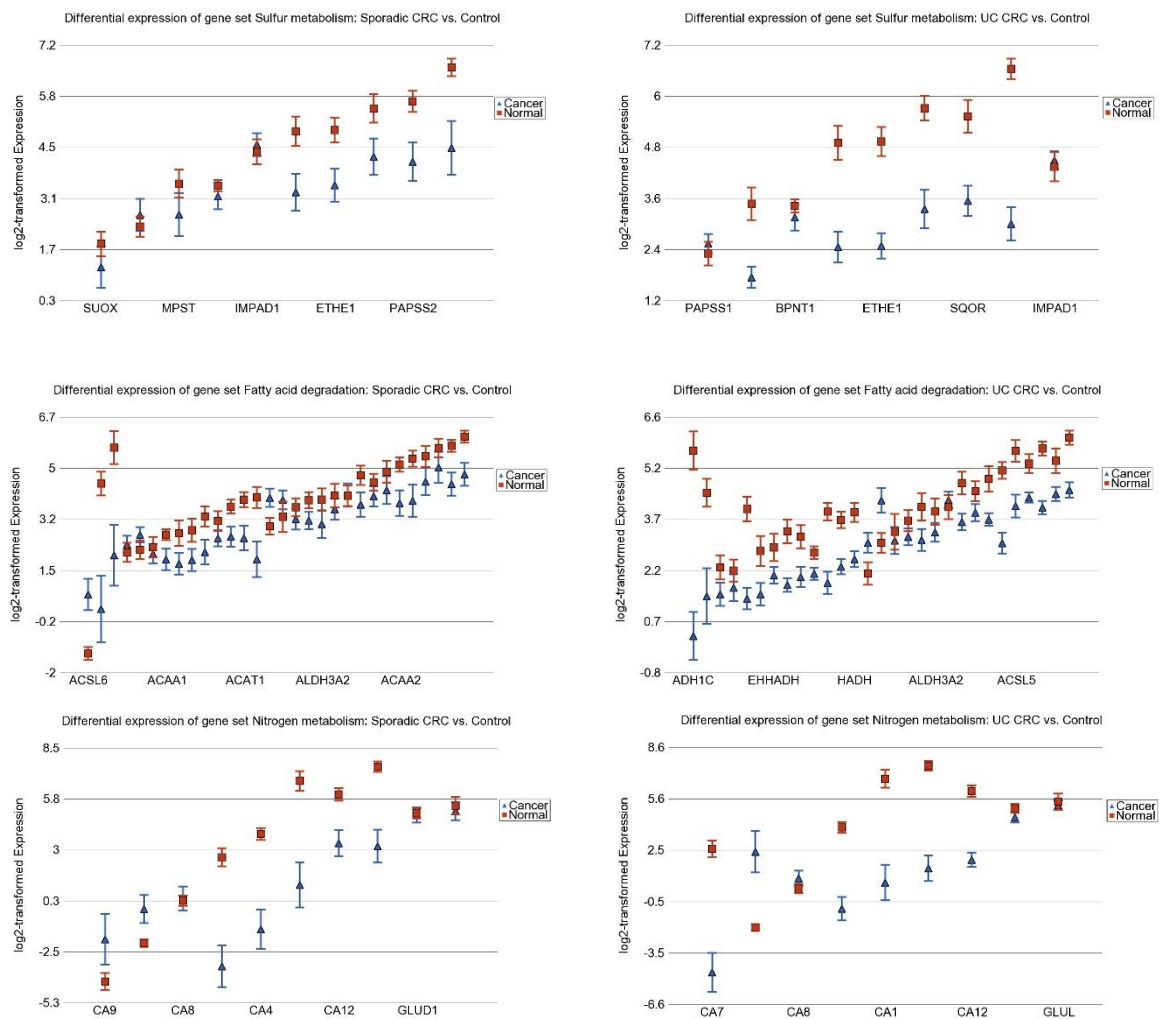 Differential expression of gene set Sulfur metabolism: Sporadic CRC vs. Control
log2-transformed Expression
7.2
5.8
4.5
3.1
1.7
0.3
SUOX MPST IMPAD1 ETHE1 PAPSS2
Cancer
Normal
Differential expression of gene set Sulfur metabolism: UC CRC vs. Control
log2-transformed Expression
7.2
6
4.8
3.6
2.4
1.2
PAPSS1 BPNT1 ETHE1 SQOR IMPAD1
Cancer
Normal
Differential expression of gene set Fatty acid degradation: Sporadic CRC vs. Control
log2-transformed Expression
6.7
5
3.2
1.5
-0.2
-2
ACSL6 ACAA1 ACAT1 ALDH3A2 ACAA2
Cancer
Normal
Differential expression of gene set Fatty acid degradation: UC CRC vs. Control
log2-transformed Expression
6.6
5.2
3.7
2.2
0.7
-0.8
ADH1C EHHADH HADH ALDH3A2 ACSL5
Cancer
Normal
Differential expression of gene set Nitrogen metabolism: Sporadic CRC vs. Control
log2-transformed Expression
8.5
5.8
3
0.3
-2.5
-5.3
CA9 CA8 CA4 CA12 GLUD1
Cancer
Normal
Differential expression of gene set Nitrogen metabolism: UC CRC vs. Control
log2-transformed Expression
8.6
5.6
2.5
-0.5
-3.5
-6.6
CA7 CA8 CA1 CA12 GLUL
Cancer
Normal